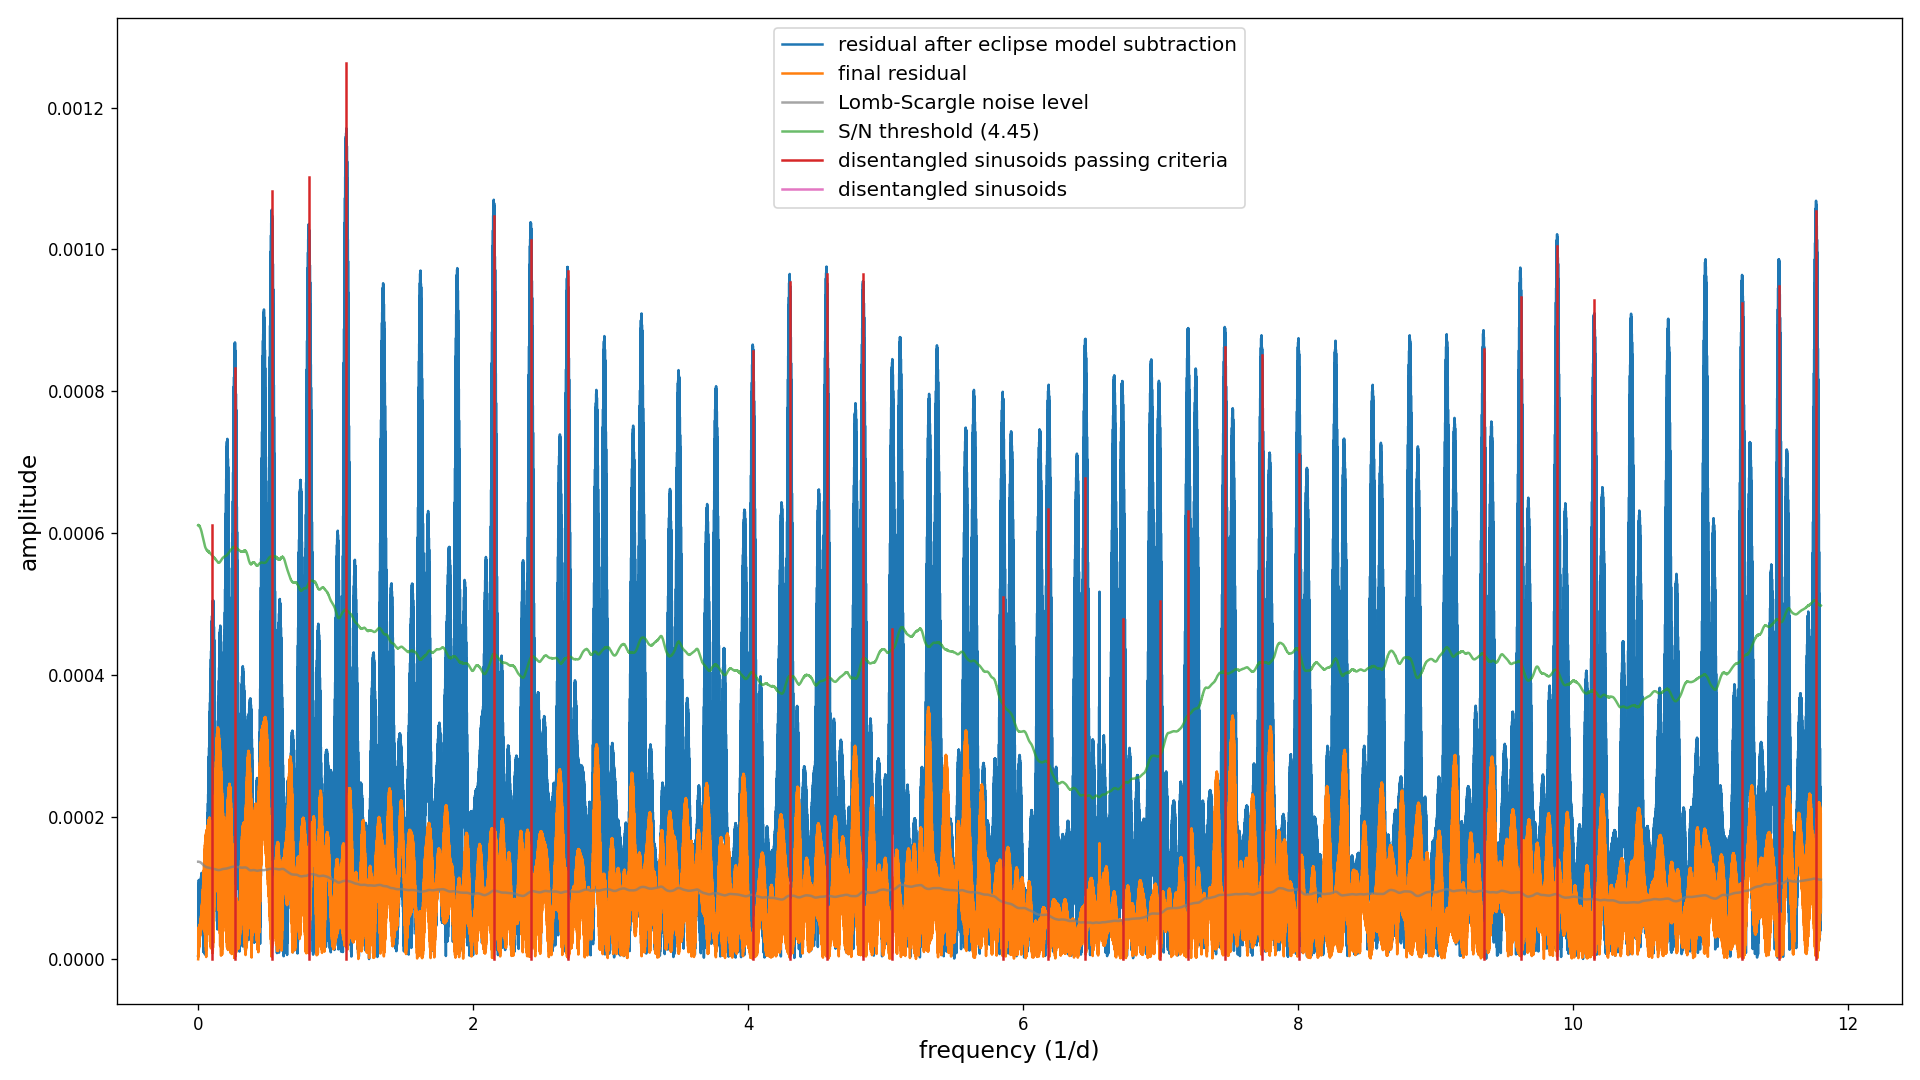 residual after eclipse model subtraction
final residual
Lomb-Scargle noise level
S/N threshold (4.45)
disentangled sinusoids passing criteria
disentangled sinusoids
amplitude
0.0012
0.0010
0.0008
0.0006
0.0004
0.0002
0.0000
0 2 4 6 8 10 12
frequency (1/d)